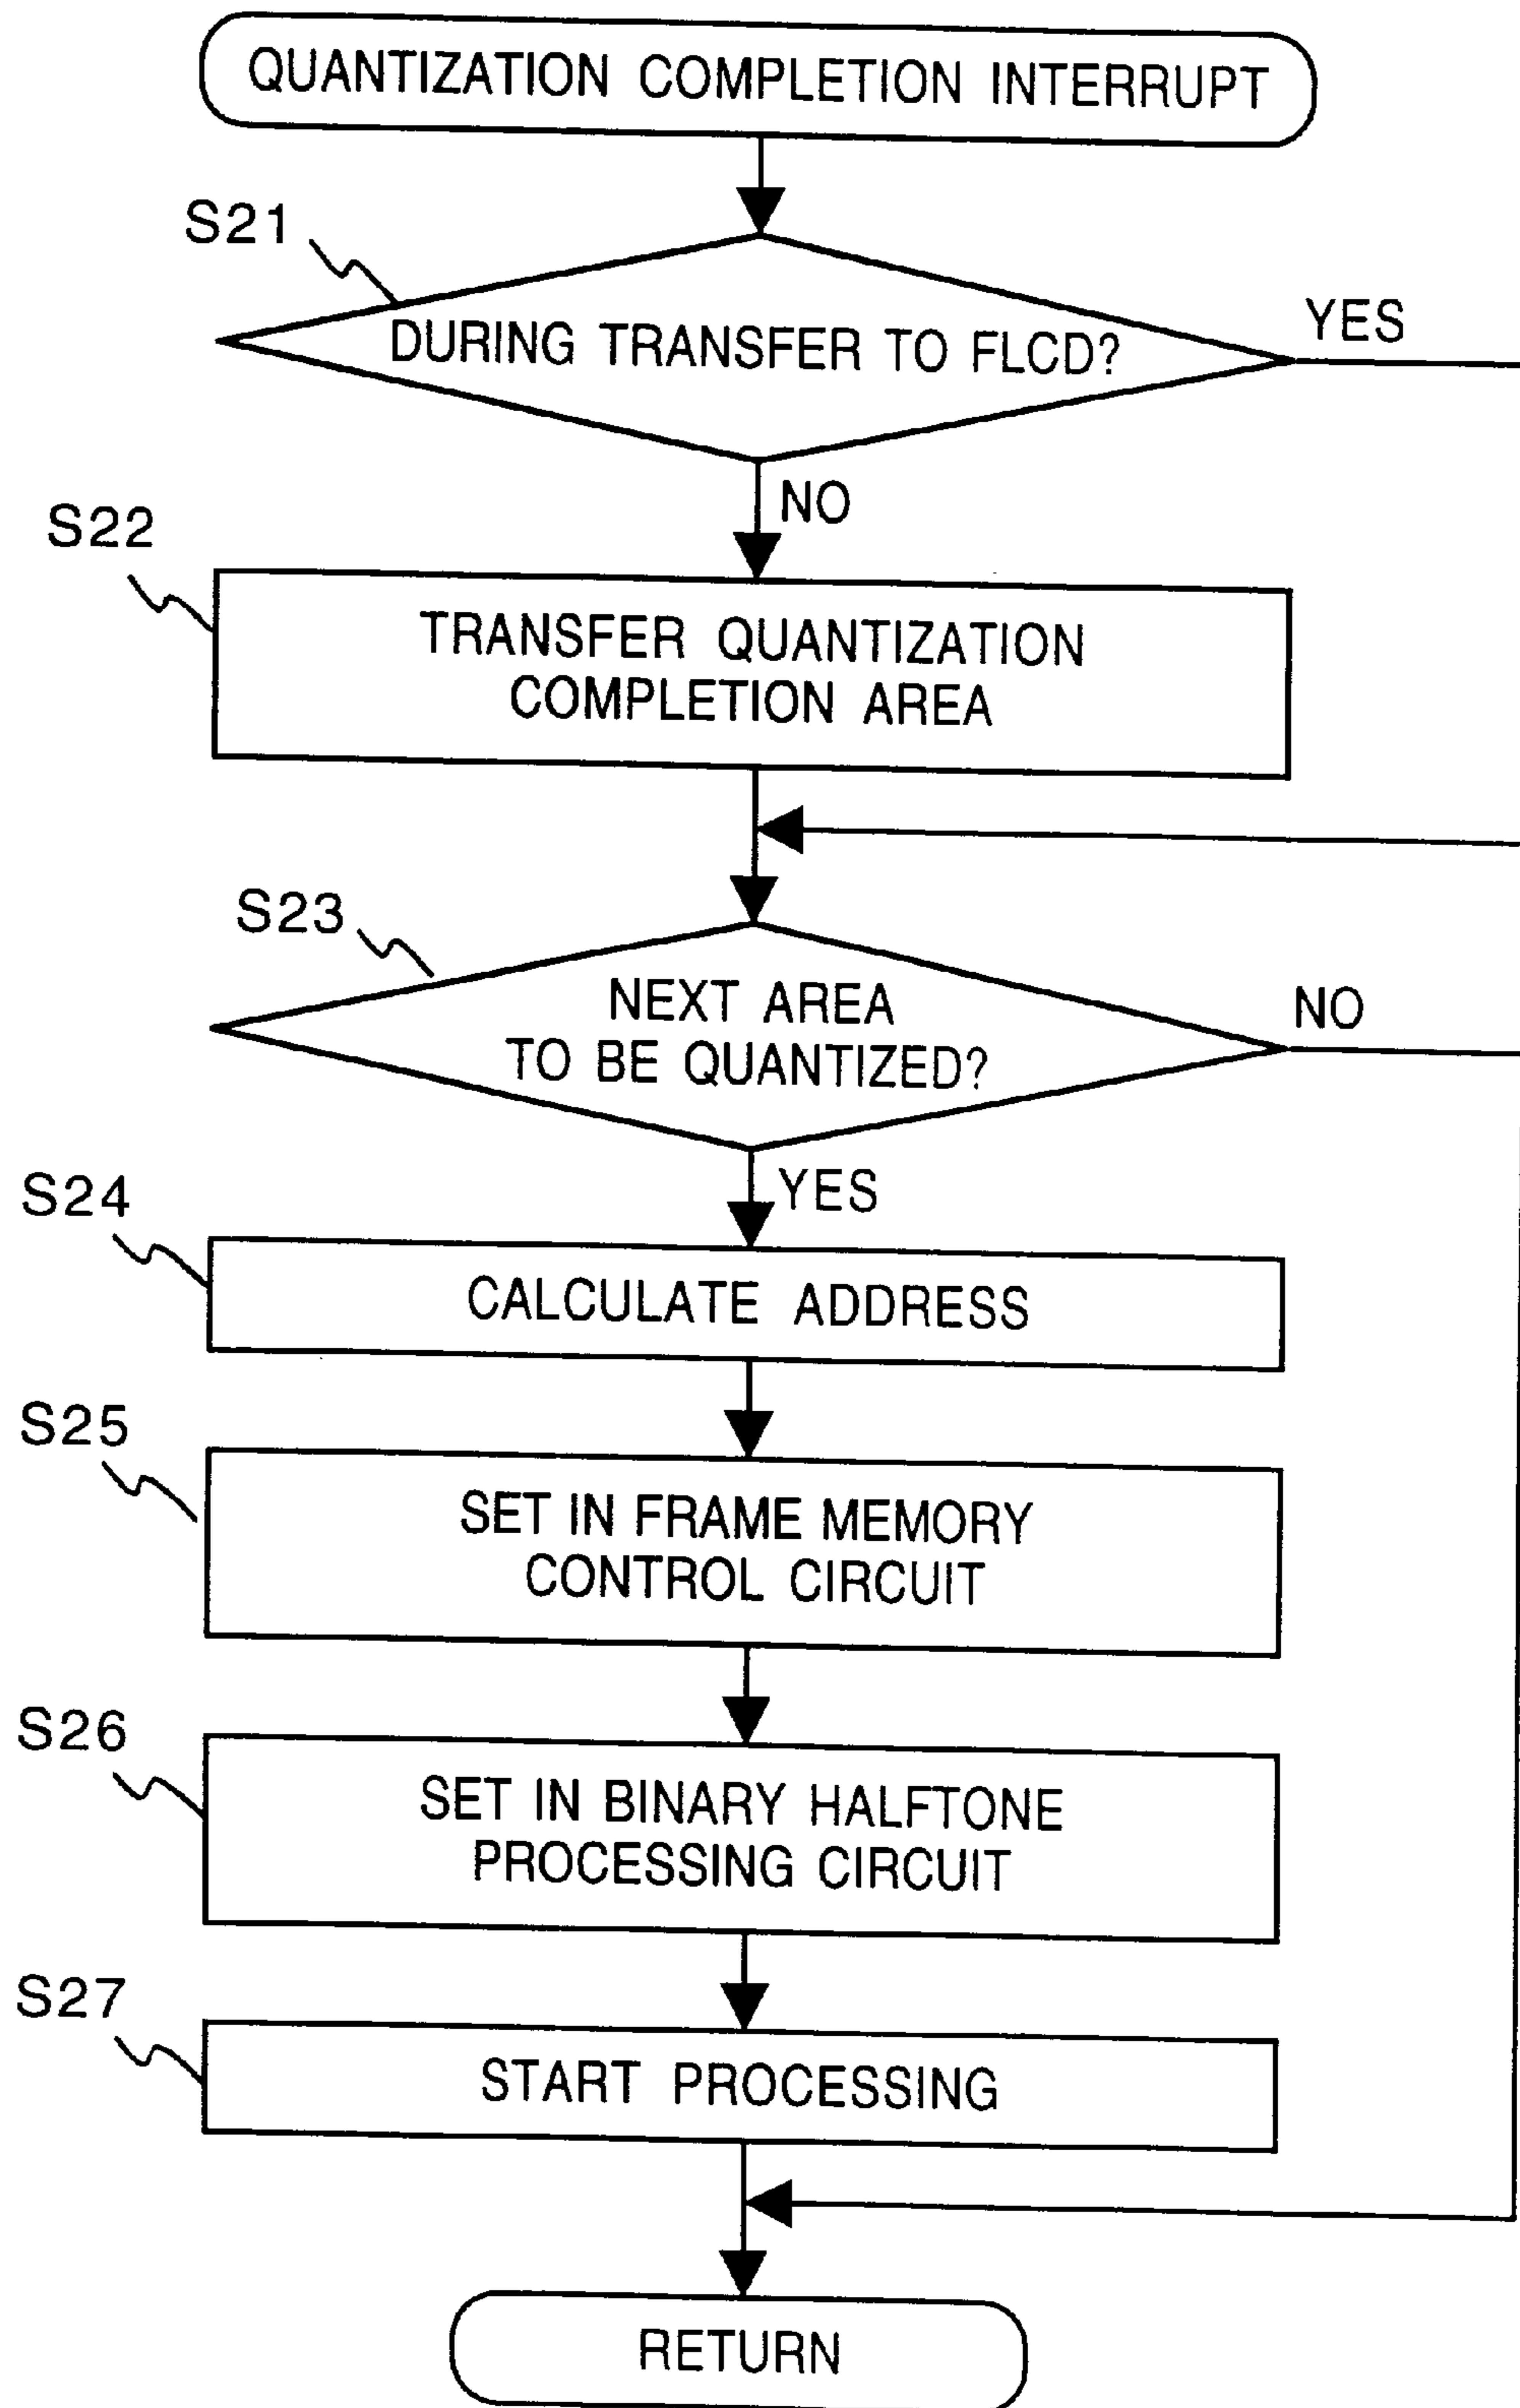 QUANTIZATION COMPLETION INTERRUPT
S21
DURING TRANSFER TO FLCD?
YES
NO
S22
TRANSFER QUANTIZATION
COMPLETION AREA
S23
NEXT AREA
TO BE QUANTIZED?
NO
YES
S24
CALCULATE ADDRESS
S25
SET IN FRAME MEMORY
CONTROL CIRCUIT
S26
SET IN BINARY HALFTONE
PROCESSING CIRCUIT
S27
START PROCESSING
RETURN